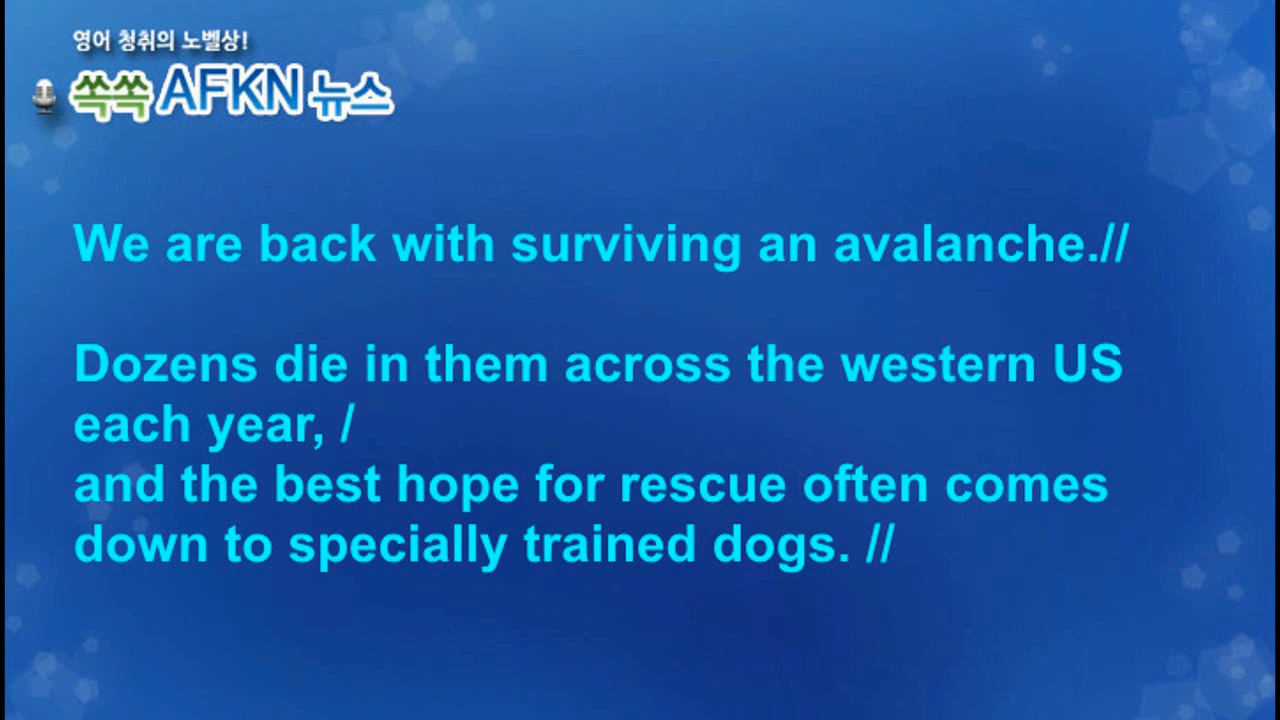 영어 청취의 노벨상!
쏙쏙 AFKN 뉴스
We are back with surviving an avalanche.//
Dozens die in them across the western US
each year, /
and the best hope for rescue often comes
down to specially trained dogs. //